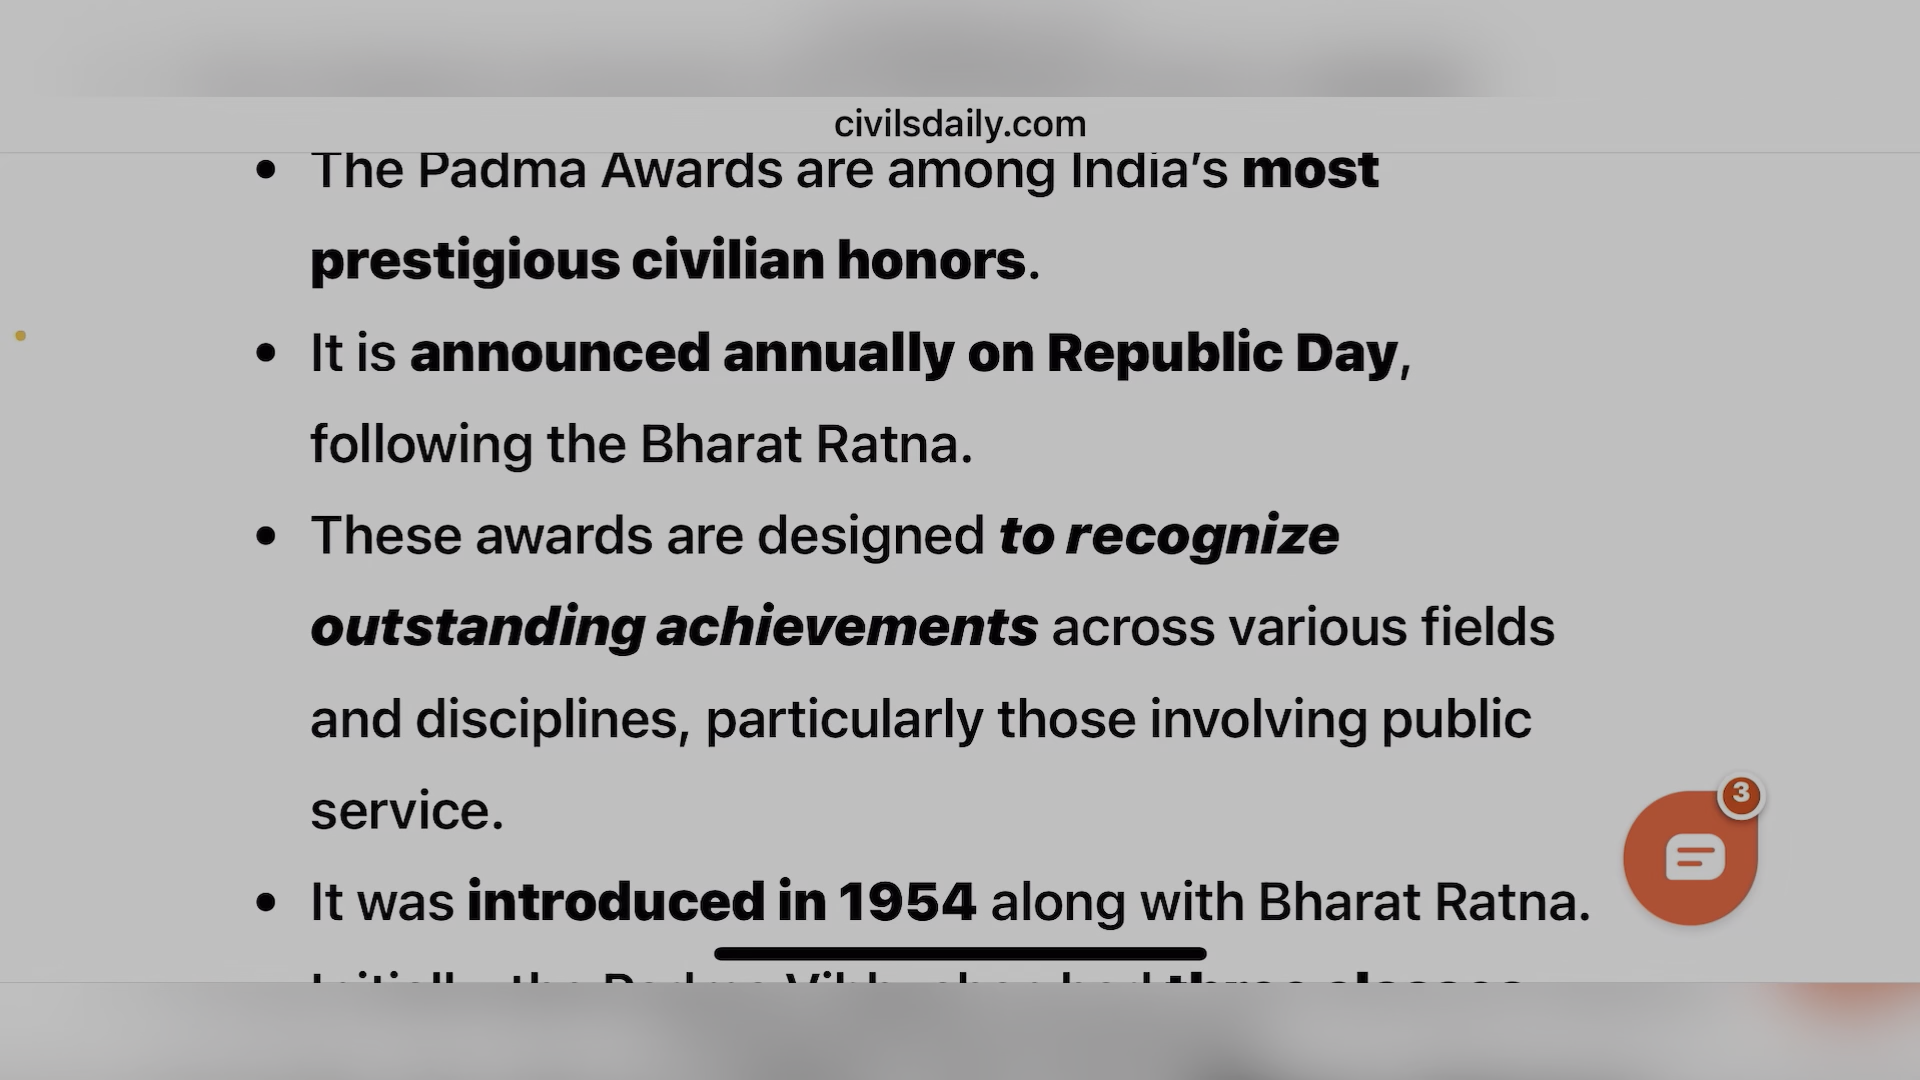 civilsdaily.com
• The Padma Awards are among India’s most
prestigious civilian honors.
• It is announced annually on Republic Day,
following the Bharat Ratna.
• These awards are designed to recognize
outstanding achievements across various fields
and disciplines, particularly those involving public
service.
3
• It was introduced in 1954 along with Bharat Ratna.